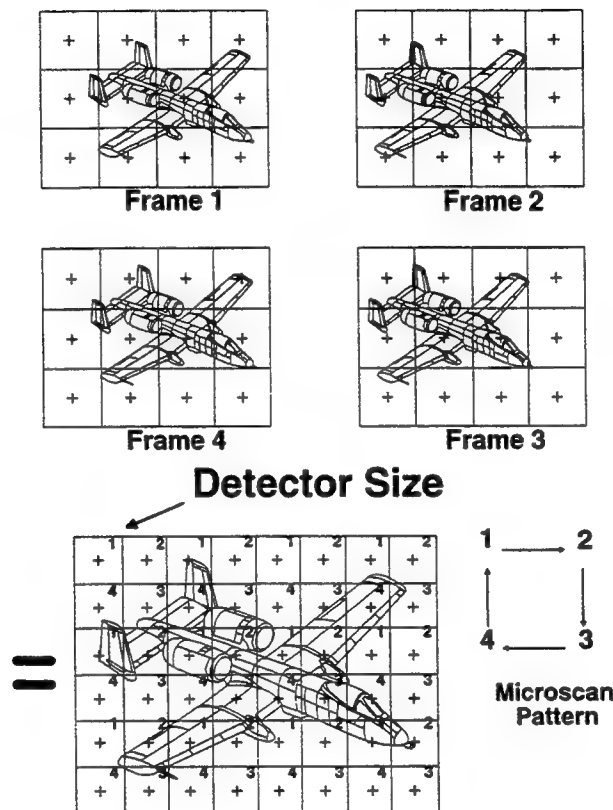 Frame 1
Frame 2
Frame 4
Frame 3
Detector Size
1 2 1 2 1 2 1 2
4 3 4 3 4 3 4 3
1 2 1 2 1 2 1 2
4 3 4 3 4 3 4 3
1 2 1 2 1 2
4 3 4 3 4 3 4 3
1 2
4 3
Microscan
Pattern